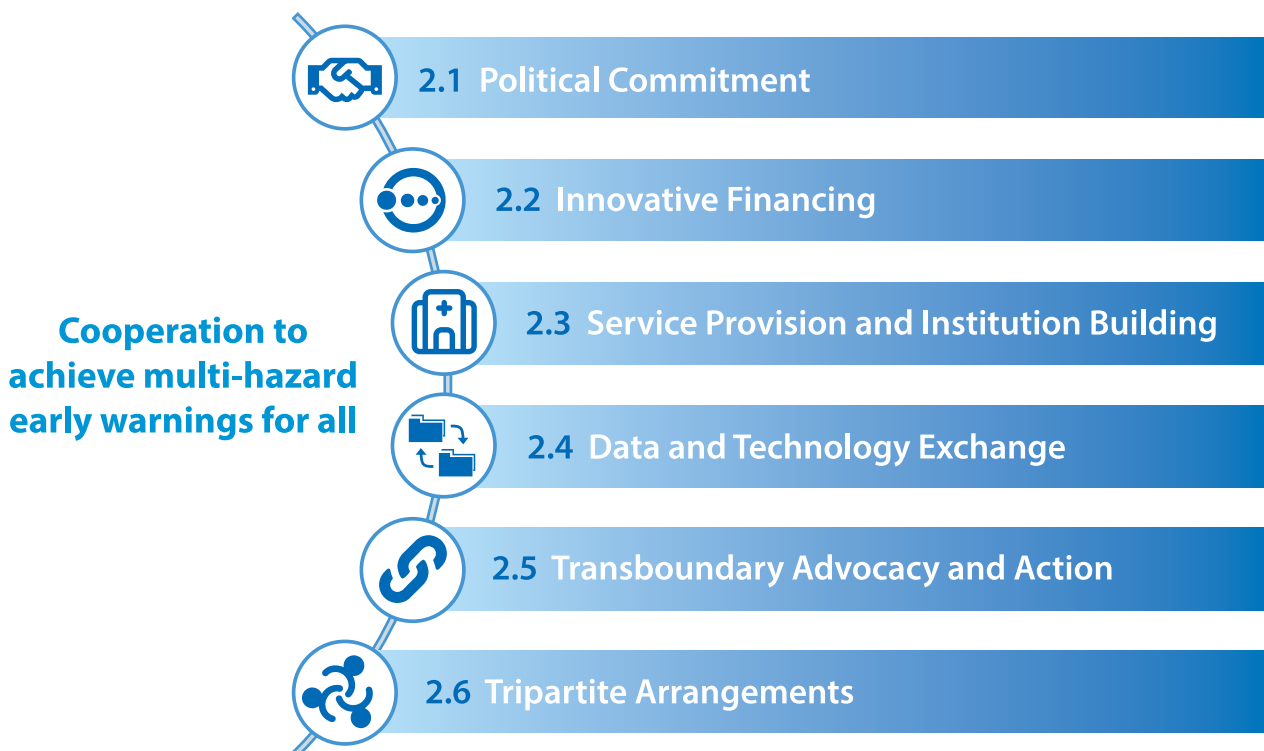 2.1 Political Commitment
2.2 Innovative Financing
Cooperation to
achieve multi-hazard
early warnings for all
2.3 Service Provision and Institution Building
2.4 Data and Technology Exchange
2.5 Transboundary Advocacy and Action
2.6 Tripartite Arrangements